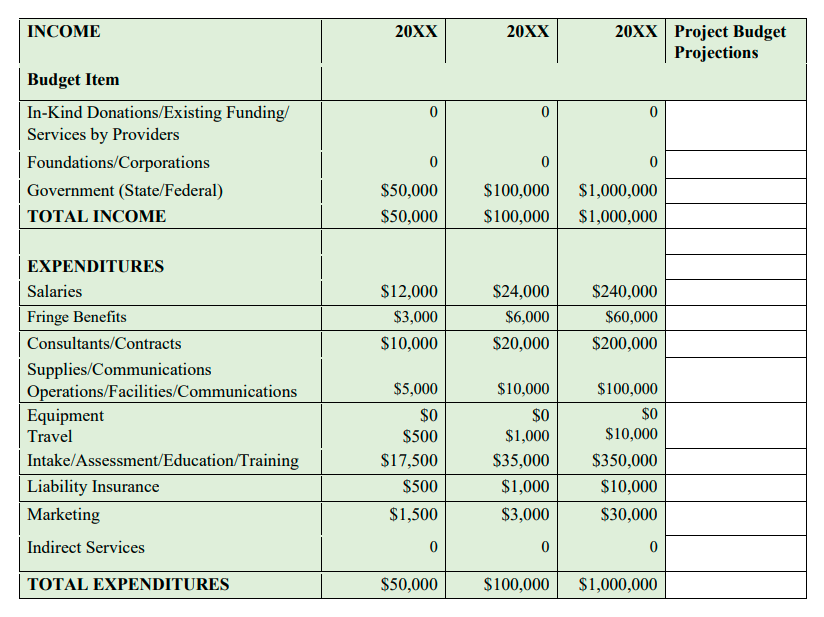 INCOME 20XX 20XX 20XX Project Budget
Projections
Budget Item
In-Kind Donations/Existing Funding/ 0 0 0
Services by Providers
Foundations/Corporations 0 0 0
Government (State/Federal) $50,000 $100,000 $1,000,000
TOTAL INCOME $50,000 $100,000 $1,000,000
EXPENDITURES
Salaries $12,000 $24,000 $240,000
Fringe Benefits $3,000 $6,000 $60,000
Consultants/Contracts $10,000 $20,000 $200,000
Supplies/Communications
Operations/Facilities/Communications $5,000 $10,000 $100,000
Equipment $0 $0 $0
Travel $500 $1,000 $10,000
Intake/Assessment/Education/Training $17,500 $35,000 $350,000
Liability Insurance $500 $1,000 $10,000
Marketing $1,500 $3,000 $30,000
Indirect Services 0 0 0
TOTAL EXPENDITURES $50,000 $100,000 $1,000,000